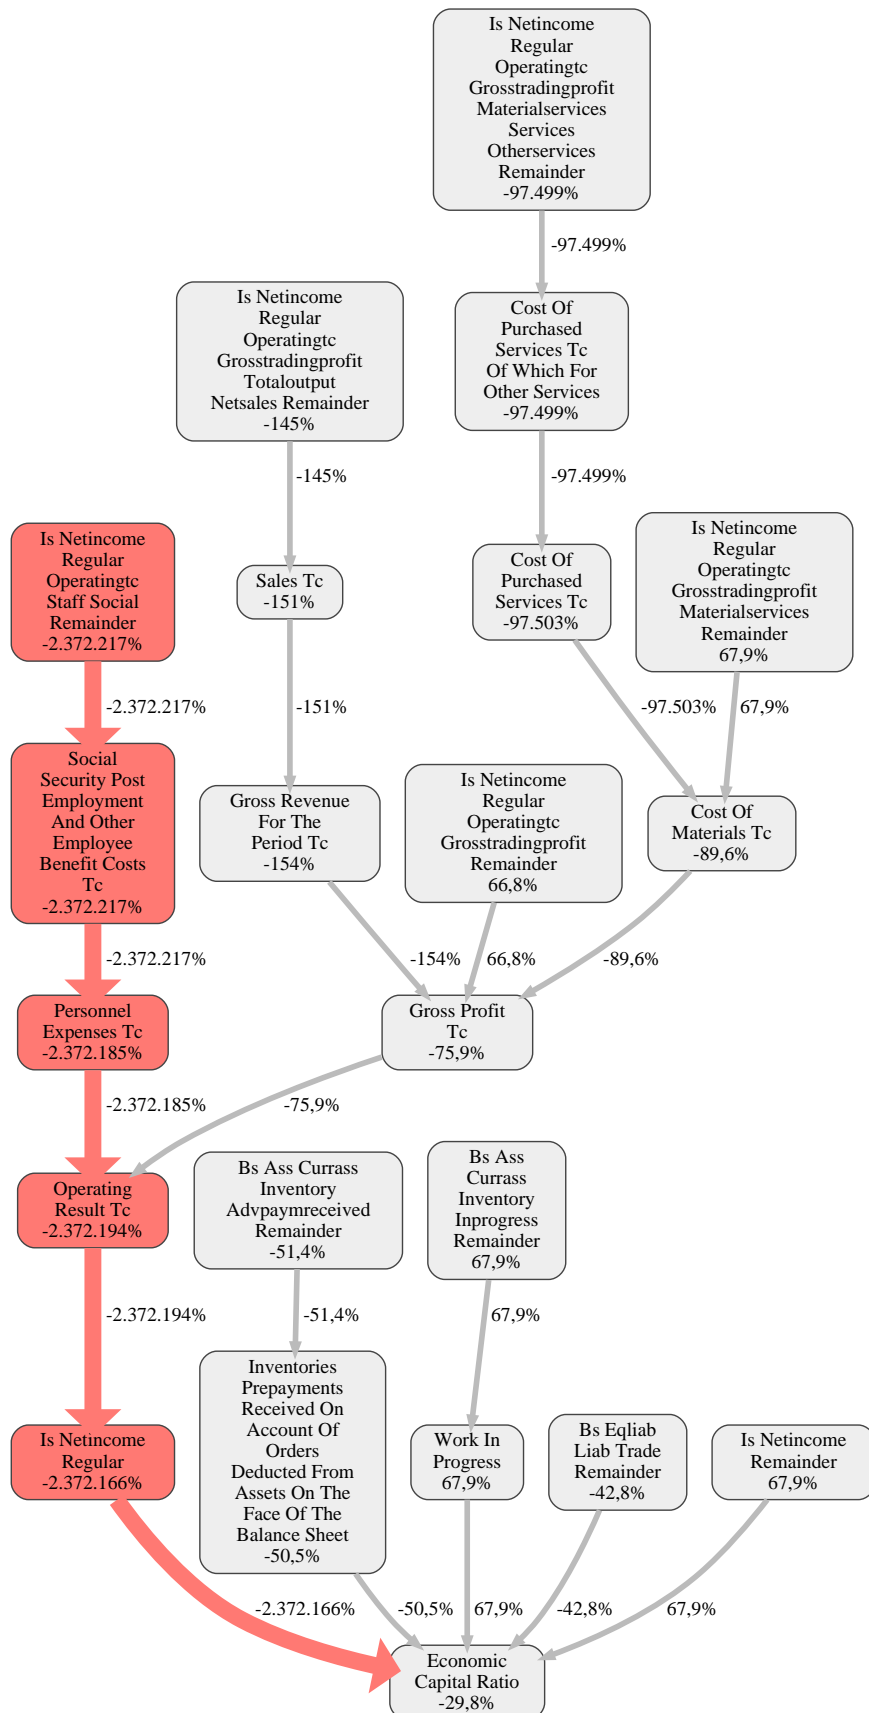 Is Netincome
Regular
Operatingtc
Grosstradingprofit
Materialservices
Services
Otherservices
Remainder
-97.499%
-97.499%
Is Netincome
Regular
Operatingtc
Grosstradingprofit
Totaloutput
Netsales Remainder
-145%
Cost Of
Purchased
Services Tc
Of Which For
Other Services
-97.499%
-145%
-97.499%
Is Netincome
Regular
Operatingtc
Staff Social
Remainder
-2.372.217%
Sales Tc
-151%
Cost Of
Purchased
Services Tc
-97.503%
Is Netincome
Regular
Operatingtc
Grosstradingprofit
Materialservices
Remainder
67,9%
-2.372.217%
-151%
-97.503%
67,9%
Social
Security Post
Employment
And Other
Employee
Benefit Costs
Tc
-2.372.217%
Gross Revenue
For The
Period Tc
-154%
Is Netincome
Regular
Operatingtc
Grosstradingprofit
Remainder
66,8%
Cost Of
Materials Tc
-89,6%
-2.372.217%
-154%
66,8%
-89,6%
Personnel
Expenses Tc
-2.372.185%
Gross Profit
Tc
-75,9%
-2.372.185%
-75,9%
Operating
Result Tc
-2.372.194%
Bs Ass Currass
Inventory
Advpaymreceived
Remainder
-51,4%
Bs Ass
Currass
Inventory
Inprogress
Remainder
67,9%
-2.372.194%
-51,4%
67,9%
Is Netincome
Regular
-2.372.166%
Inventories
Prepayments
Received On
Account Of
Orders
Deducted From
Assets On The
Face Of The
Balance Sheet
-50,5%
Work In
Progress
67,9%
Bs Eqliab
Liab Trade
Remainder
-42,8%
Is Netincome
Remainder
67,9%
-2.372.166%
-50,5%
67,9%
-42,8%
67,9%
Economic
Capital Ratio
-29,8%